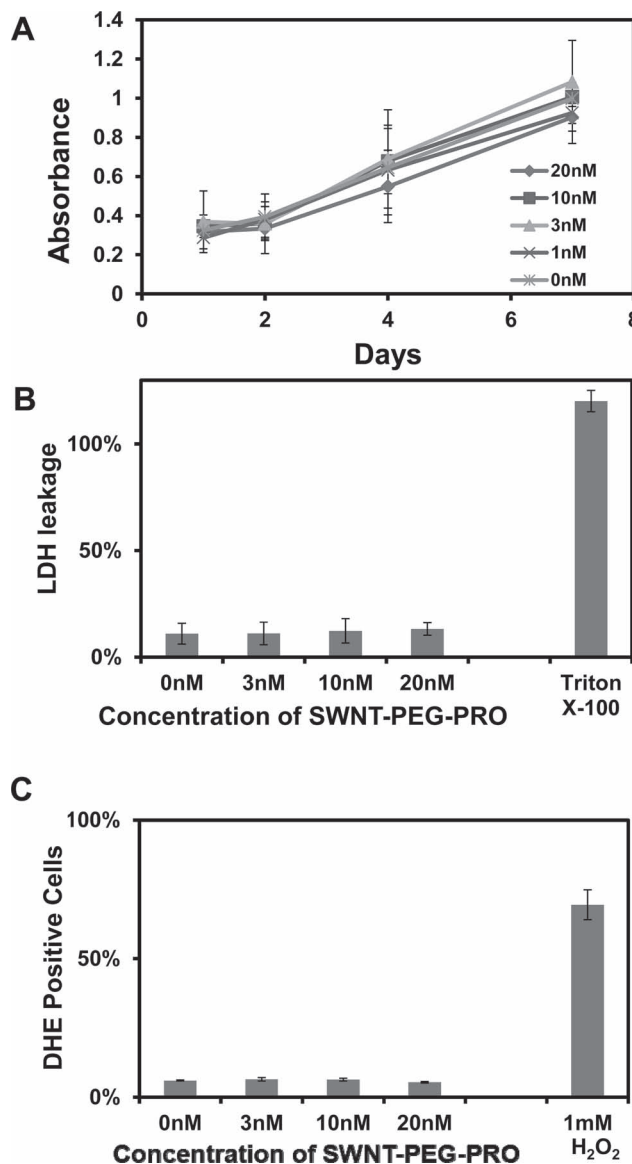 A
1.4
1.2
1
0.8
0.6
0.4
0.2
0
Absorbance
20nM
10nM
3nM
1nM
0nM
0 2 4 6 8
Days
B
100%
50%
0%
LDH leakage
0nM 3nM 10nM 20nM Triton
X-100
Concentration of SWNT-PEG-PRO
C
100%
50%
0%
DHE Positive Cells
0nM 3nM 10nM 20nM 1mM
H₂O₂
Concentration of SWNT-PEG-PRO